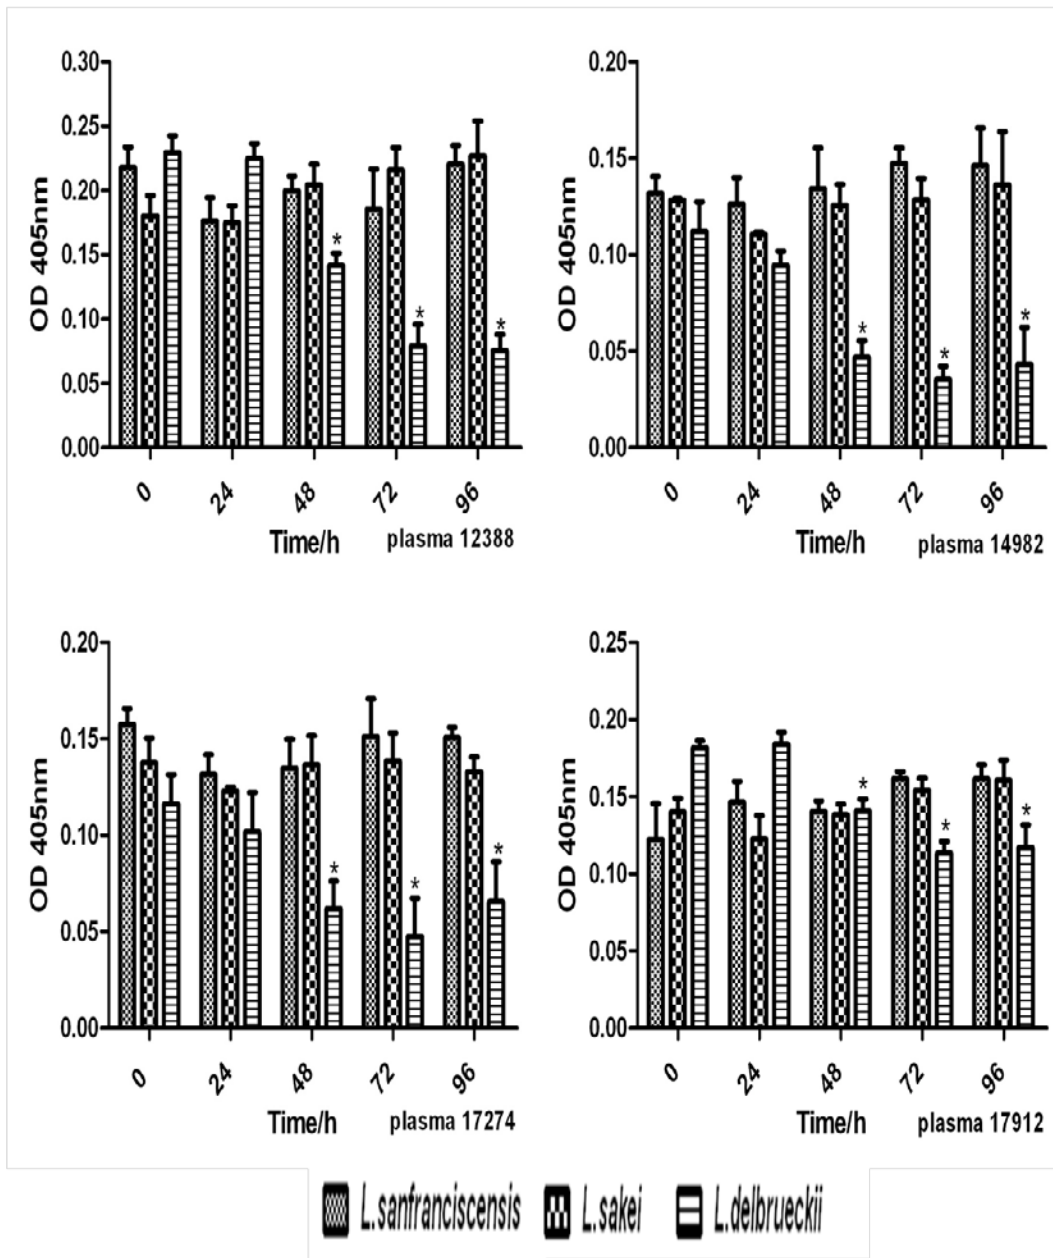 0.30
0.25
0.20
0.15
0.10
0.05
0.00
OD 405nm
*
*
*
0 24 48 72 96
Time/h plasma 12388
0.20
0.15
0.10
0.05
0.00
OD 405nm
*
*
*
0 24 48 72 96
Time/h plasma 14982
0.20
0.15
0.10
0.05
0.00
OD 405nm
*
*
*
0 24 48 72 96
Time/h plasma 17274
0.25
0.20
0.15
0.10
0.05
0.00
OD 405nm
*
*
*
0 24 48 72 96
Time/h plasma 17912
L.sanfranciscensis L.sakei L.delbrueckii